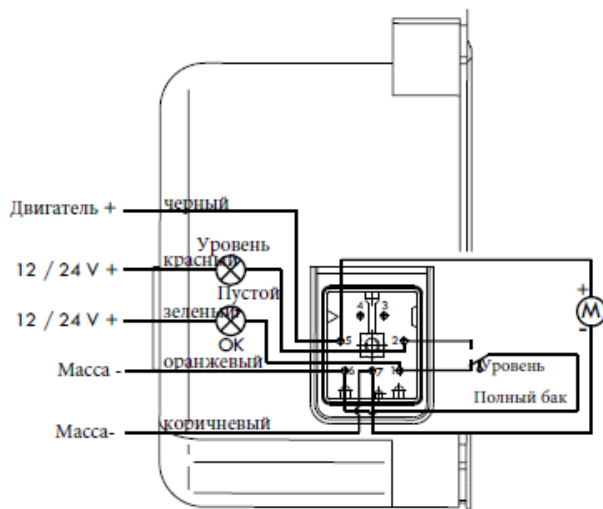 Двигатель +
черный
Уровень
12 / 24 V +
красный
Пустой
12 / 24 V +
зеленый
OK
Масса -
оранжевый
Масса-
коричневый
4
3
5
2
6
7
1
+
M
-
Уровень
Полный бак